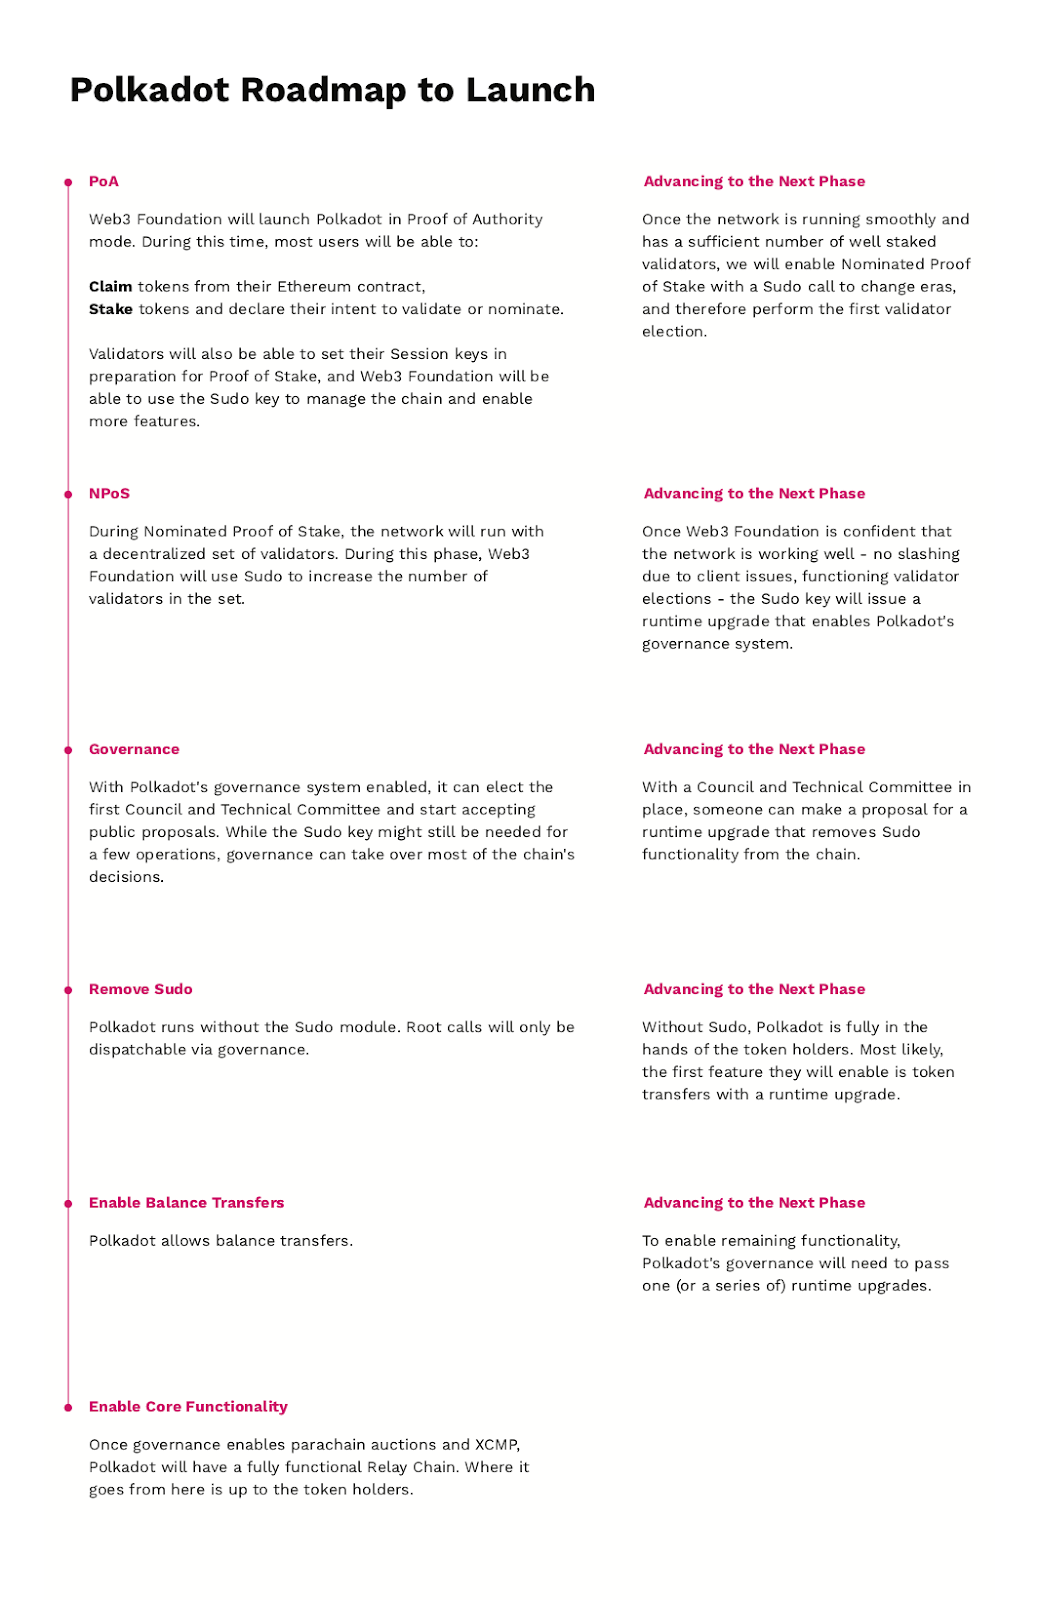 Polkadot Roadmap to Launch
PoA
Web3 Foundation will launch Polkadot in Proof of Authority
mode. During this time, most users will be able to:
Claim tokens from their Ethereum contract,
Stake tokens and declare their intent to validate or nominate.
Validators will also be able to set their Session keys in
preparation for Proof of Stake, and Web3 Foundation will be
able to use the Sudo key to manage the chain and enable
more features.
Advancing to the Next Phase
Once the network is running smoothly and
has a sufficient number of well staked
validators, we will enable Nominated Proof
of Stake with a Sudo call to change eras,
and therefore perform the first validator
election.
NPoS
During Nominated Proof of Stake, the network will run with
a decentralized set of validators. During this phase, Web3
Foundation will use Sudo to increase the number of
validators in the set.
Advancing to the Next Phase
Once Web3 Foundation is confident that
the network is working well - no slashing
due to client issues, functioning validator
elections - the Sudo key will issue a
runtime upgrade that enables Polkadot's
governance system.
Governance
With Polkadot's governance system enabled, it can elect the
first Council and Technical Committee and start accepting
public proposals. While the Sudo key might still be needed for
a few operations, governance can take over most of the chain's
decisions.
Advancing to the Next Phase
With a Council and Technical Committee in
place, someone can make a proposal for a
runtime upgrade that removes Sudo
functionality from the chain.
Remove Sudo
Polkadot runs without the Sudo module. Root calls will only be
dispatchable via governance.
Advancing to the Next Phase
Without Sudo, Polkadot is fully in the
hands of the token holders. Most likely,
the first feature they will enable is token
transfers with a runtime upgrade.
Enable Balance Transfers
Polkadot allows balance transfers.
Advancing to the Next Phase
To enable remaining functionality,
Polkadot's governance will need to pass
one (or a series of) runtime upgrades.
Enable Core Functionality
Once governance enables parachain auctions and XCMP,
Polkadot will have a fully functional Relay Chain. Where it
goes from here is up to the token holders.